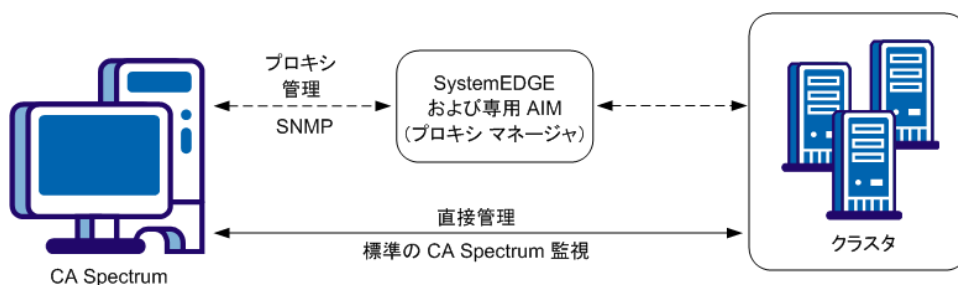 プロキシ
管理
SNMP
SystemEDGE
および専用 AIM
(プロキシ マネージャ)
直接管理
標準の CA Spectrum 監視
CA Spectrum
クラスタ